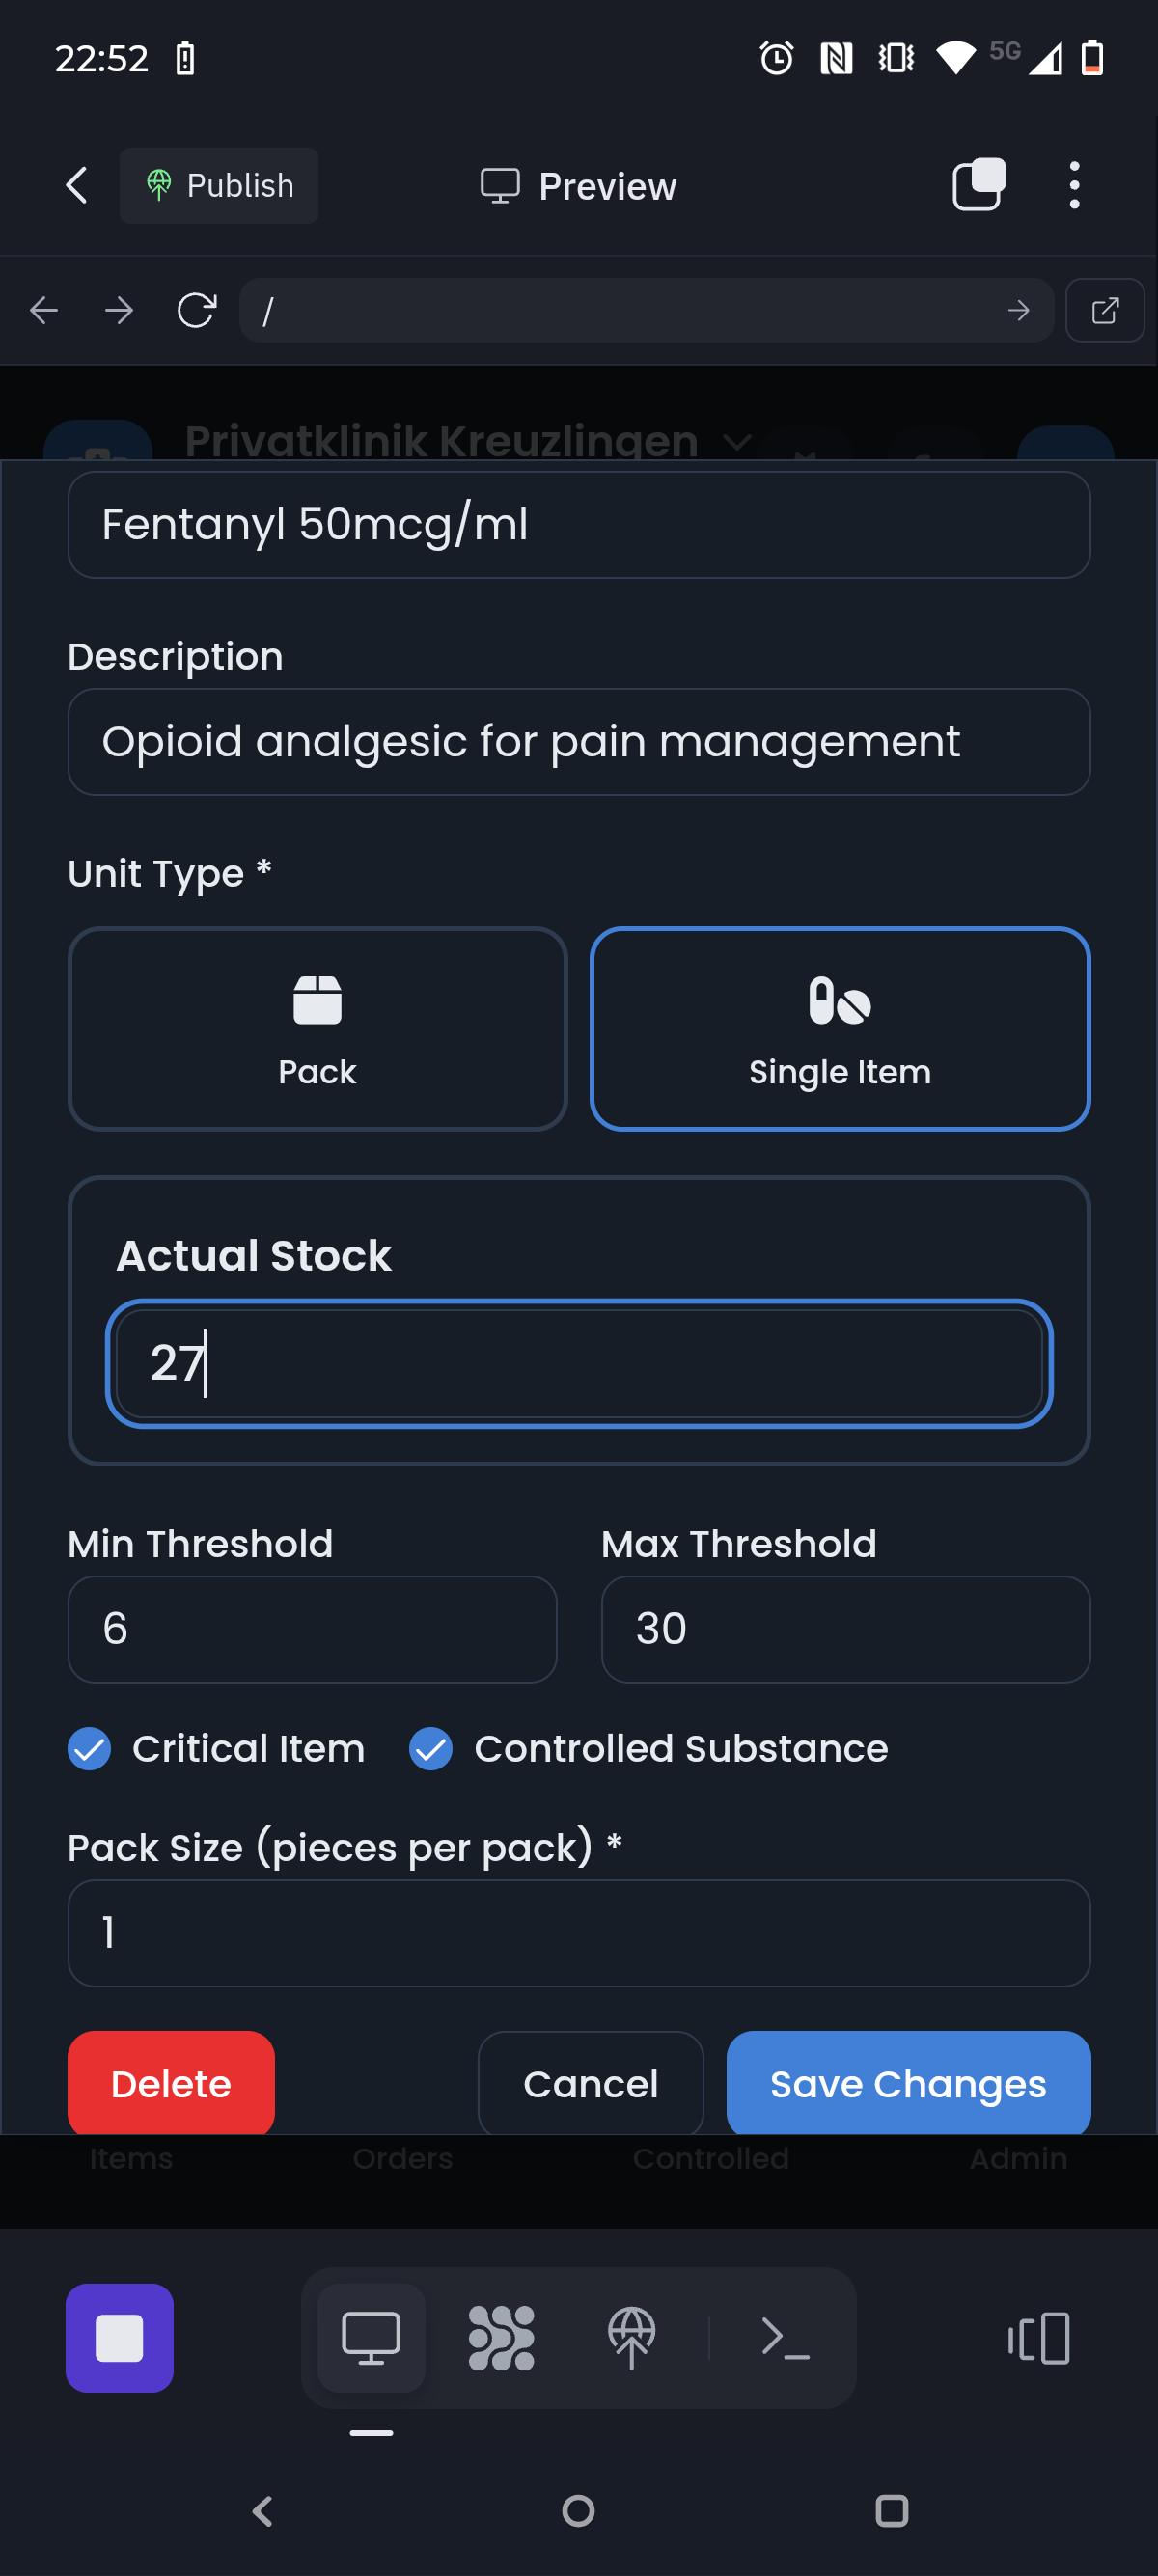 22:52
5G
Publish
Preview
/
Privatklinik Kreuzlingen
Fentanyl 50mcg/ml
Description
Opioid analgesic for pain management
Unit Type *
Pack
Single Item
Actual Stock
27
Min Threshold
Max Threshold
6
30
Critical Item
Controlled Substance
Pack Size (pieces per pack) *
1
Delete
Cancel
Save Changes
Items
Orders
Controlled
Admin